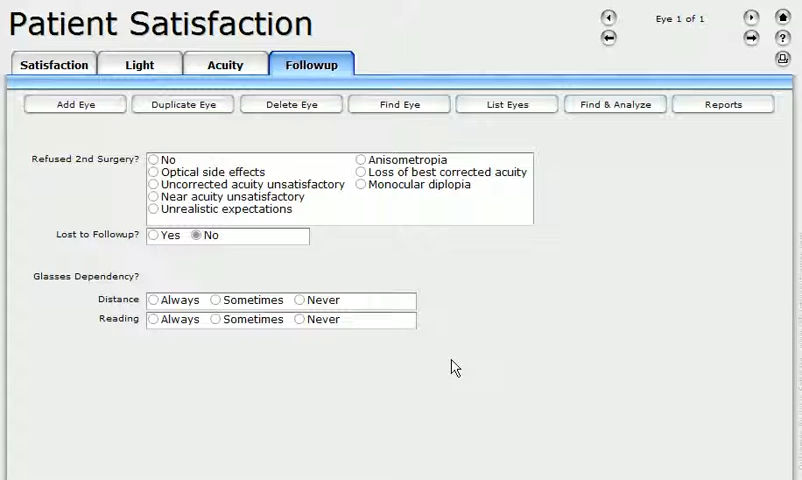 Patient Satisfaction
Eye 1 of 1
?
Satisfaction Light Acuity Followup
Add Eye Duplicate Eye Delete Eye Find Eye List Eyes Find & Analyze Reports
Refused 2nd Surgery? No Anisometropia
Optical side effects Loss of best corrected acuity
Uncorrected acuity unsatisfactory Monocular diplopia
Near acuity unsatisfactory
Unrealistic expectations
Lost to Followup? Yes No
Glasses Dependency?
Distance Always Sometimes Never
Reading Always Sometimes Never